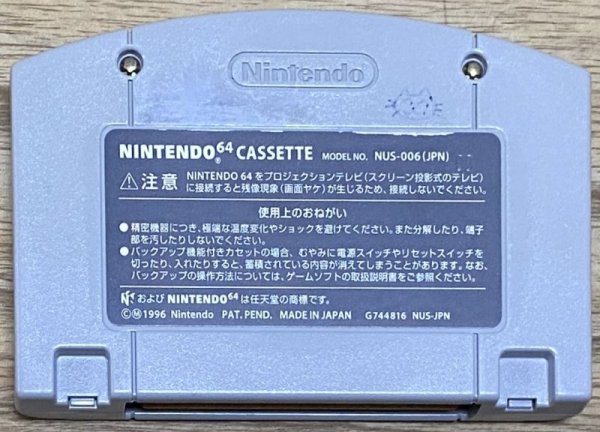 Nintendo
NINTENDO64 CASSETTE MODEL NO. NUS-006(JPN)
⚠注意 NINTENDO 64をプロジェクションテレビ(スクリーン投影式のテレビ)
に接続すると残像現象(画面ヤケ)が生じるため、接続しないでください。
使用上のおねがい
●精密機器につき、極端な温度変化やショックを避けてください。また分解したり、端子
部を汚したりしないでください。
●バックアップ機能付きカセットの場合、むやみに電源スイッチやリセットスイッチを
切ったり、入れたりすると、蓄積されている内容が消えてしまうことがあります。なお、
バックアップの操作方法については、ゲームソフトの取扱説明書をご参照ください。
および NINTENDO64は任天堂の商標です。
©Ⓜ1996 Nintendo PAT. PEND. MADE IN JAPAN G744816 NUS-JPN